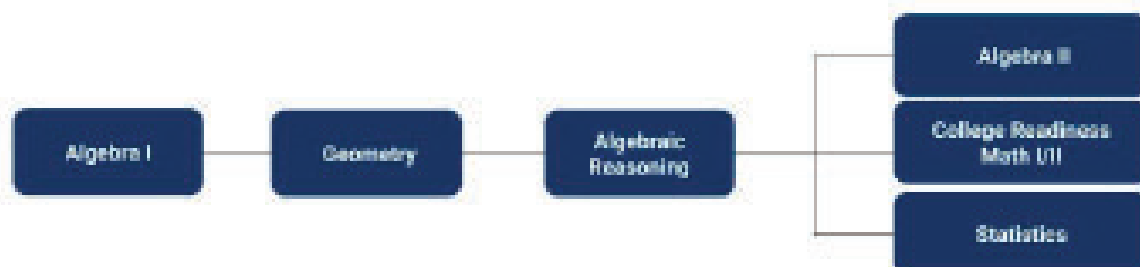 Algebra I
Geometry
Algebraic
Reasoning
Algebra II
College Readiness
Math I/II
Statistics